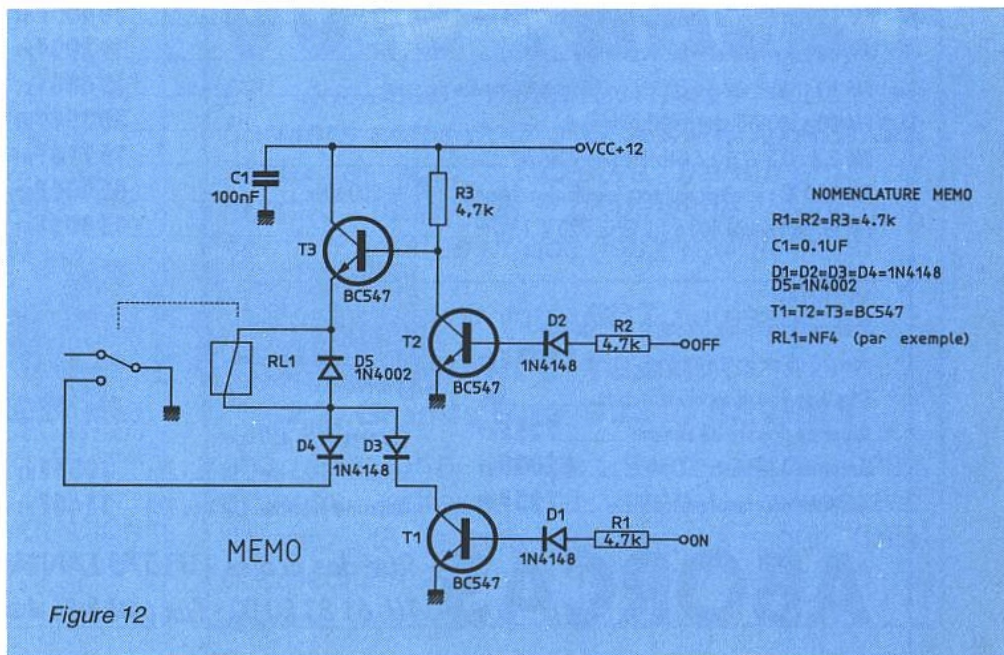 VCC+12
C1
100nF
R3
4,7k
T3
BC547
RL1
D5
1N4002
T2
BC547
D2
1N4148
R2
4.7k
OFF
D4
D3
1N4148
T1
BC547
D1
1N4148
R1
4.7k
ON
MEMO
NOMENCLATURE MEMO
R1=R2=R3=4.7k
C1=0.1UF
D1=D2=D3=D4=1N4148
D5=1N4002
T1=T2=T3=BC547
RL1=NF4 (par exemple)
Figure 12